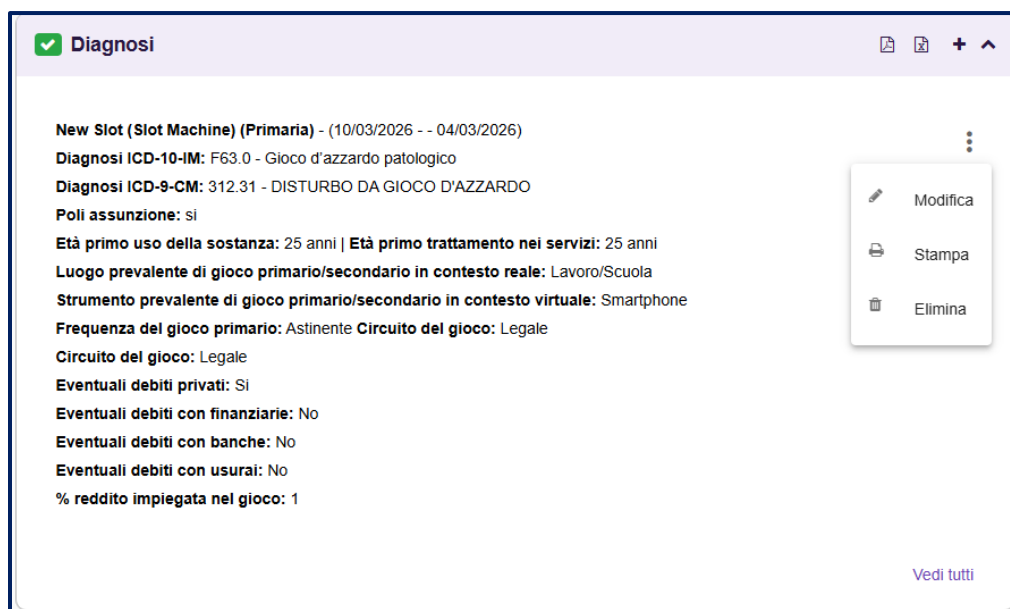 Diagnosi
New Slot (Slot Machine) (Primaria) - (10/03/2026 - - 04/03/2026)
Diagnosi ICD-10-IM: F63.0 - Gioco d'azzardo patologico
Diagnosi ICD-9-CM: 312.31 - DISTURBO DA GIOCO D'AZZARDO
Poli assunzione: si
Età primo uso della sostanza: 25 anni | Età primo trattamento nei servizi: 25 anni
Luogo prevalente di gioco primario/secondario in contesto reale: Lavoro/Scuola
Strumento prevalente di gioco primario/secondario in contesto virtuale: Smartphone
Frequenza del gioco primario: Astinente Circuito del gioco: Legale
Circuito del gioco: Legale
Eventuali debiti privati: Si
Eventuali debiti con finanziarie: No
Eventuali debiti con banche: No
Eventuali debiti con usurai: No
% reddito impiegata nel gioco: 1
Modifica
Stampa
Elimina
Vedi tutti